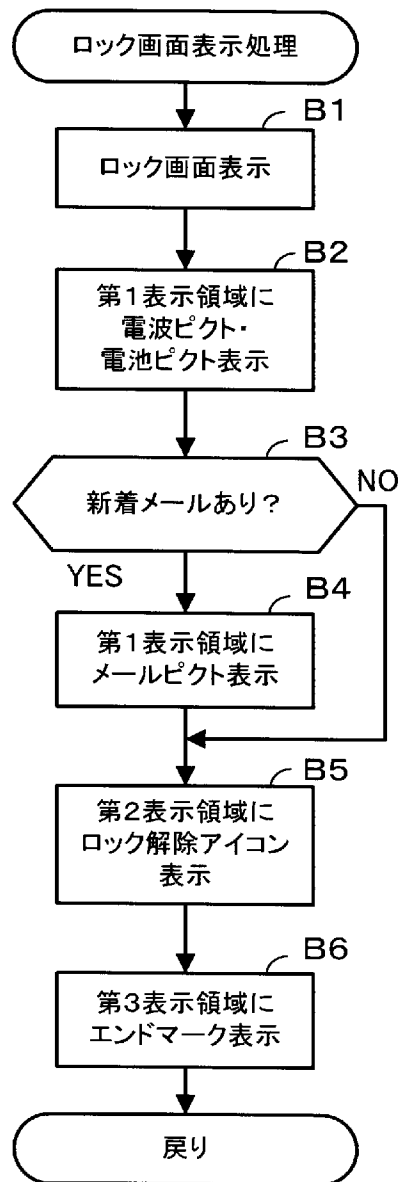 ロック画面表示処理
B1
ロック画面表示
B2
第1表示領域に
電波ピクト・
電池ピクト表示
B3
新着メールあり?
NO
YES
B4
第1表示領域に
メールピクト表示
B5
第2表示領域に
ロック解除アイコン
表示
B6
第3表示領域に
エンドマーク表示
戻り